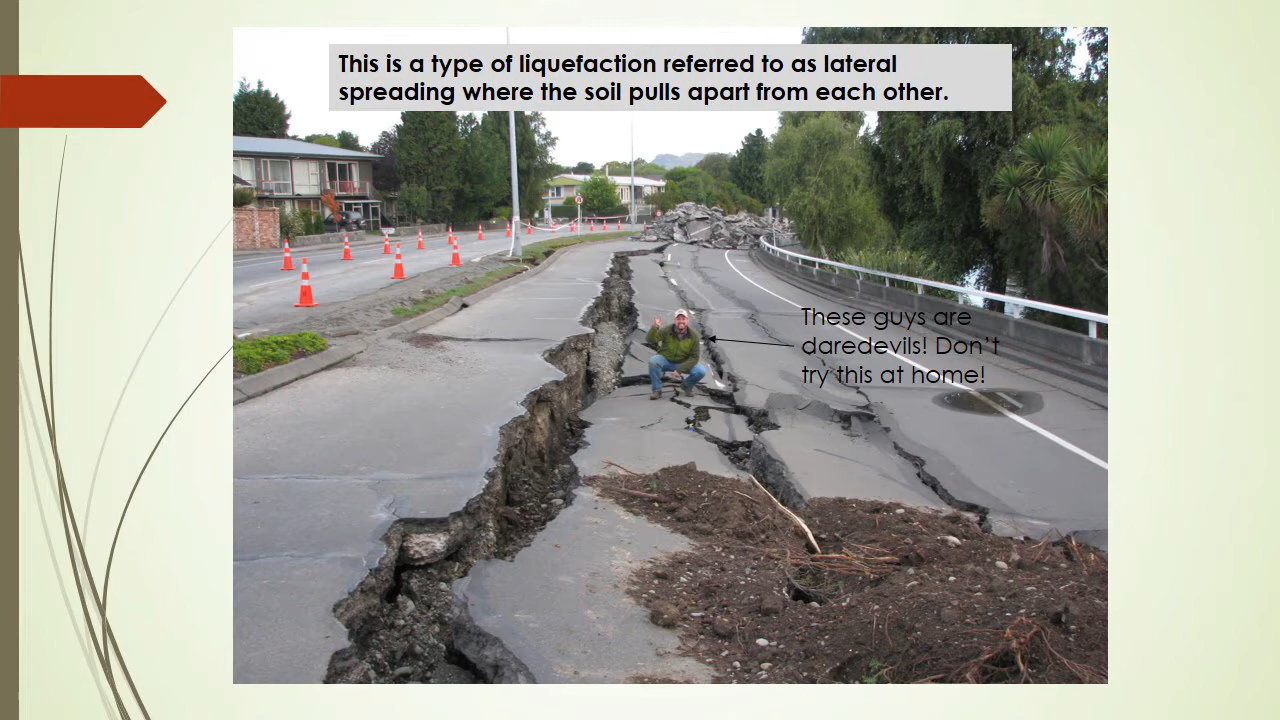 This is a type of liquefaction referred to as lateral
spreading where the soil pulls apart from each other.
These guys are
daredevils! Don't
try this at home!